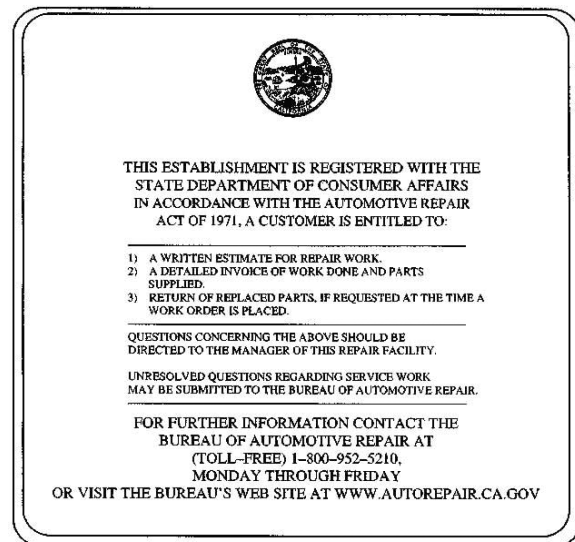 THIS ESTABLISHMENT IS REGISTERED WITH THE
STATE DEPARTMENT OF CONSUMER AFFAIRS
IN ACCORDANCE WITH THE AUTOMOTIVE REPAIR
ACT OF 1971, A CUSTOMER IS ENTITLED TO:
1) A WRITTEN ESTIMATE FOR REPAIR WORK.
2) A DETAILED INVOICE OF WORK DONE AND PARTS
SUPPLIED.
3) RETURN OF REPLACED PARTS, IF REQUESTED AT THE TIME A
WORK ORDER IS PLACED.
QUESTIONS CONCERNING THE ABOVE SHOULD BE
DIRECTED TO THE MANAGER OF THIS REPAIR FACILITY.
UNRESOLVED QUESTIONS REGARDING SERVICE WORK
MAY BE SUBMITTED TO THE BUREAU OF AUTOMOTIVE REPAIR.
FOR FURTHER INFORMATION CONTACT THE
BUREAU OF AUTOMOTIVE REPAIR AT
(TOLL–FREE) 1–800–952–5210,
MONDAY THROUGH FRIDAY
OR VISIT THE BUREAU'S WEB SITE AT WWW.AUTOREPAIR.CA.GOV